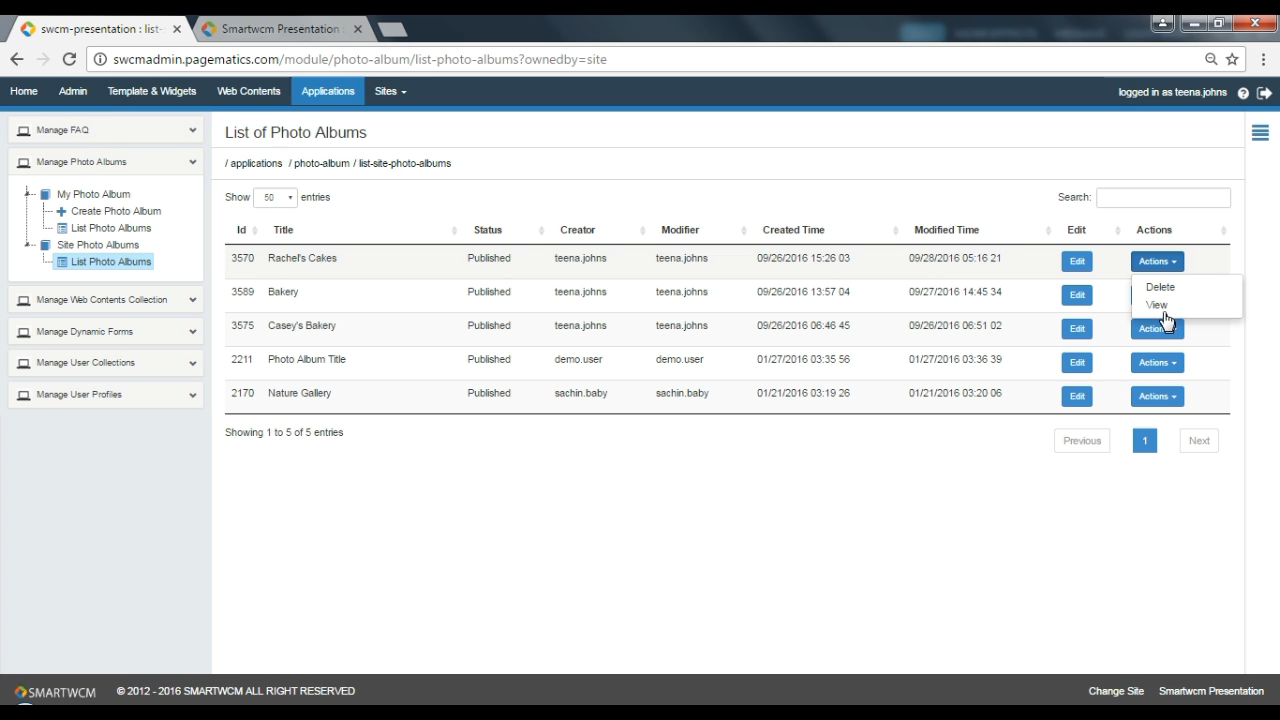 swcm-presentation : list- Smartwcm Presentation
swcmadmin.pagematics.com/module/photo-album/list-photo-albums?ownedby=site
Home Admin Template & Widgets Web Contents Applications Sites logged in as teena.johns
Manage FAQ
Manage Photo Albums
My Photo Album
Create Photo Album
List Photo Albums
Site Photo Albums
List Photo Albums
Manage Web Contents Collection
Manage Dynamic Forms
Manage User Collections
Manage User Profiles
List of Photo Albums
/ applications / photo-album / list-site-photo-albums
Show 50 entries Search:
Id Title Status Creator Modifier Created Time Modified Time Edit Actions
3570 Rachel's Cakes Published teena.johns teena.johns 09/26/2016 15:26 03 09/28/2016 05:16 21 Edit Actions
Delete
View
3589 Bakery Published teena.johns teena.johns 09/26/2016 13:57 04 09/27/2016 14:45 34 Edit
3575 Casey's Bakery Published teena.johns teena.johns 09/26/2016 06:46 45 09/26/2016 06:51 02 Edit Actions
2211 Photo Album Title Published demo.user demo.user 01/27/2016 03:35 56 01/27/2016 03:36 39 Edit Actions
2170 Nature Gallery Published sachin.baby sachin.baby 01/21/2016 03:19 26 01/21/2016 03:20 06 Edit Actions
Showing 1 to 5 of 5 entries
Previous 1 Next
SMARTWCM © 2012 - 2016 SMARTWCM ALL RIGHT RESERVED Change Site Smartwcm Presentation